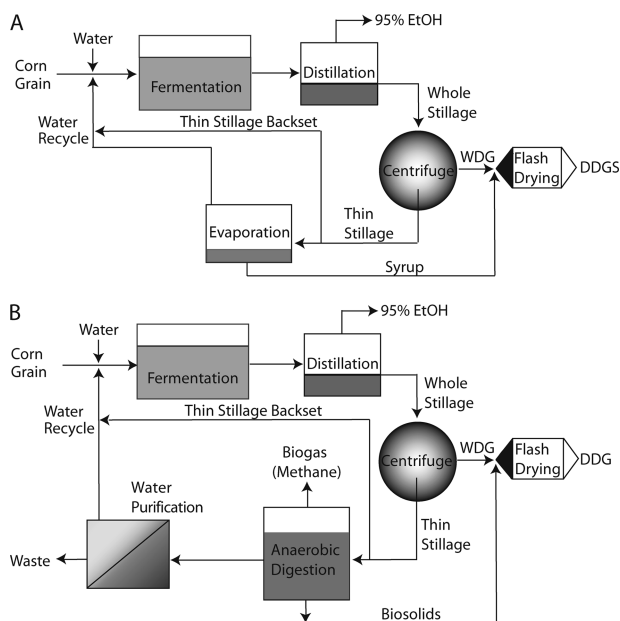 A
95% EtOH
Water
Corn
Grain
Fermentation
Distillation
Whole
Stillage
Water
Recycle
Thin Stillage Backset
Centrifuge
WDG
Flash
Drying
DDGS
Evaporation
Thin
Stillage
Syrup
B
95% EtOH
Water
Corn
Grain
Fermentation
Distillation
Whole
Stillage
Water
Recycle
Thin Stillage Backset
Centrifuge
WDG
Flash
Drying
DDG
Biogas
(Methane)
Water
Purification
Thin
Stillage
Waste
Anaerobic
Digestion
Biosolids